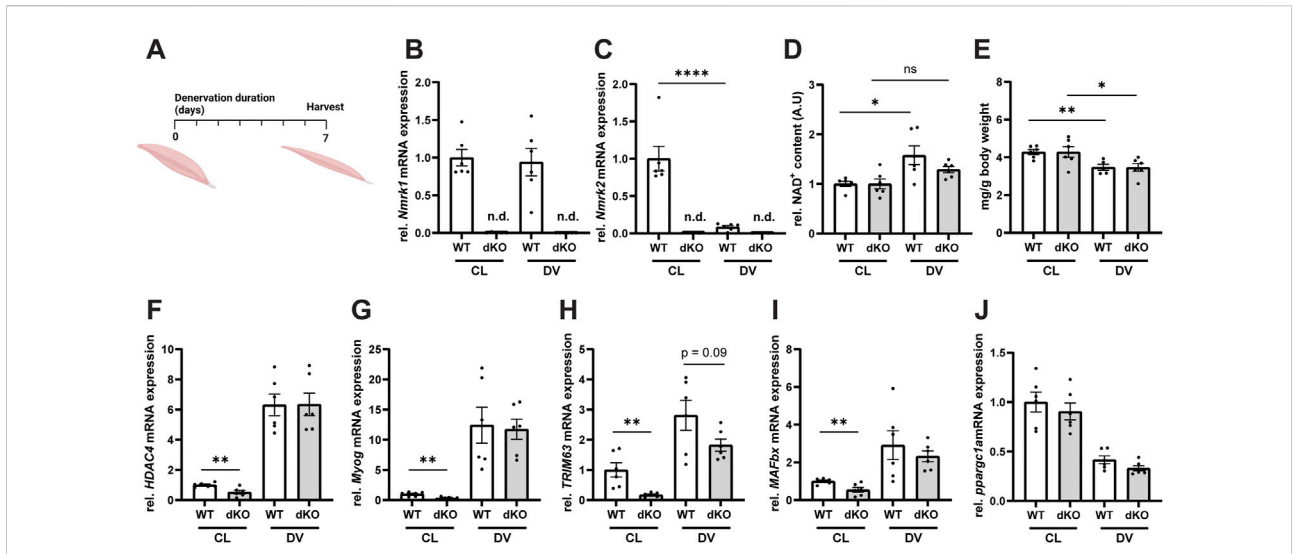 A
Denervation duration
(days)
Harvest
0
7
B
rel. Nmrk1 mRNA expression
2.0
1.5
1.0
0.5
0.0
n.d.
n.d.
WT dKO WT dKO
CL DV
C
rel. Nmrk2 mRNA expression
2.0
1.5
1.0
0.5
0.0
****
n.d.
n.d.
WT dKO WT dKO
CL DV
D
rel. NAD+ content (A.U)
3
2
1
0
ns
*
WT dKO WT dKO
CL DV
E
mg/g body weight
8
6
4
2
0
*
**
WT dKO WT dKO
CL DV
F
rel. HDAC4 mRNA expression
10
8
6
4
2
0
**
WT dKO WT dKO
CL DV
G
rel. Myog mRNA expression
25
20
15
10
5
0
**
WT dKO WT dKO
CL DV
H
rel. TRIM63 mRNA expression
5
4
3
2
1
0
**
p = 0.09
WT dKO WT dKO
CL DV
I
rel. MAFbx mRNA expression
8
6
4
2
0
**
WT dKO WT dKO
CL DV
J
rel. ppargc1amRNA expression
1.5
1.0
0.5
0.0
WT dKO WT dKO
CL DV